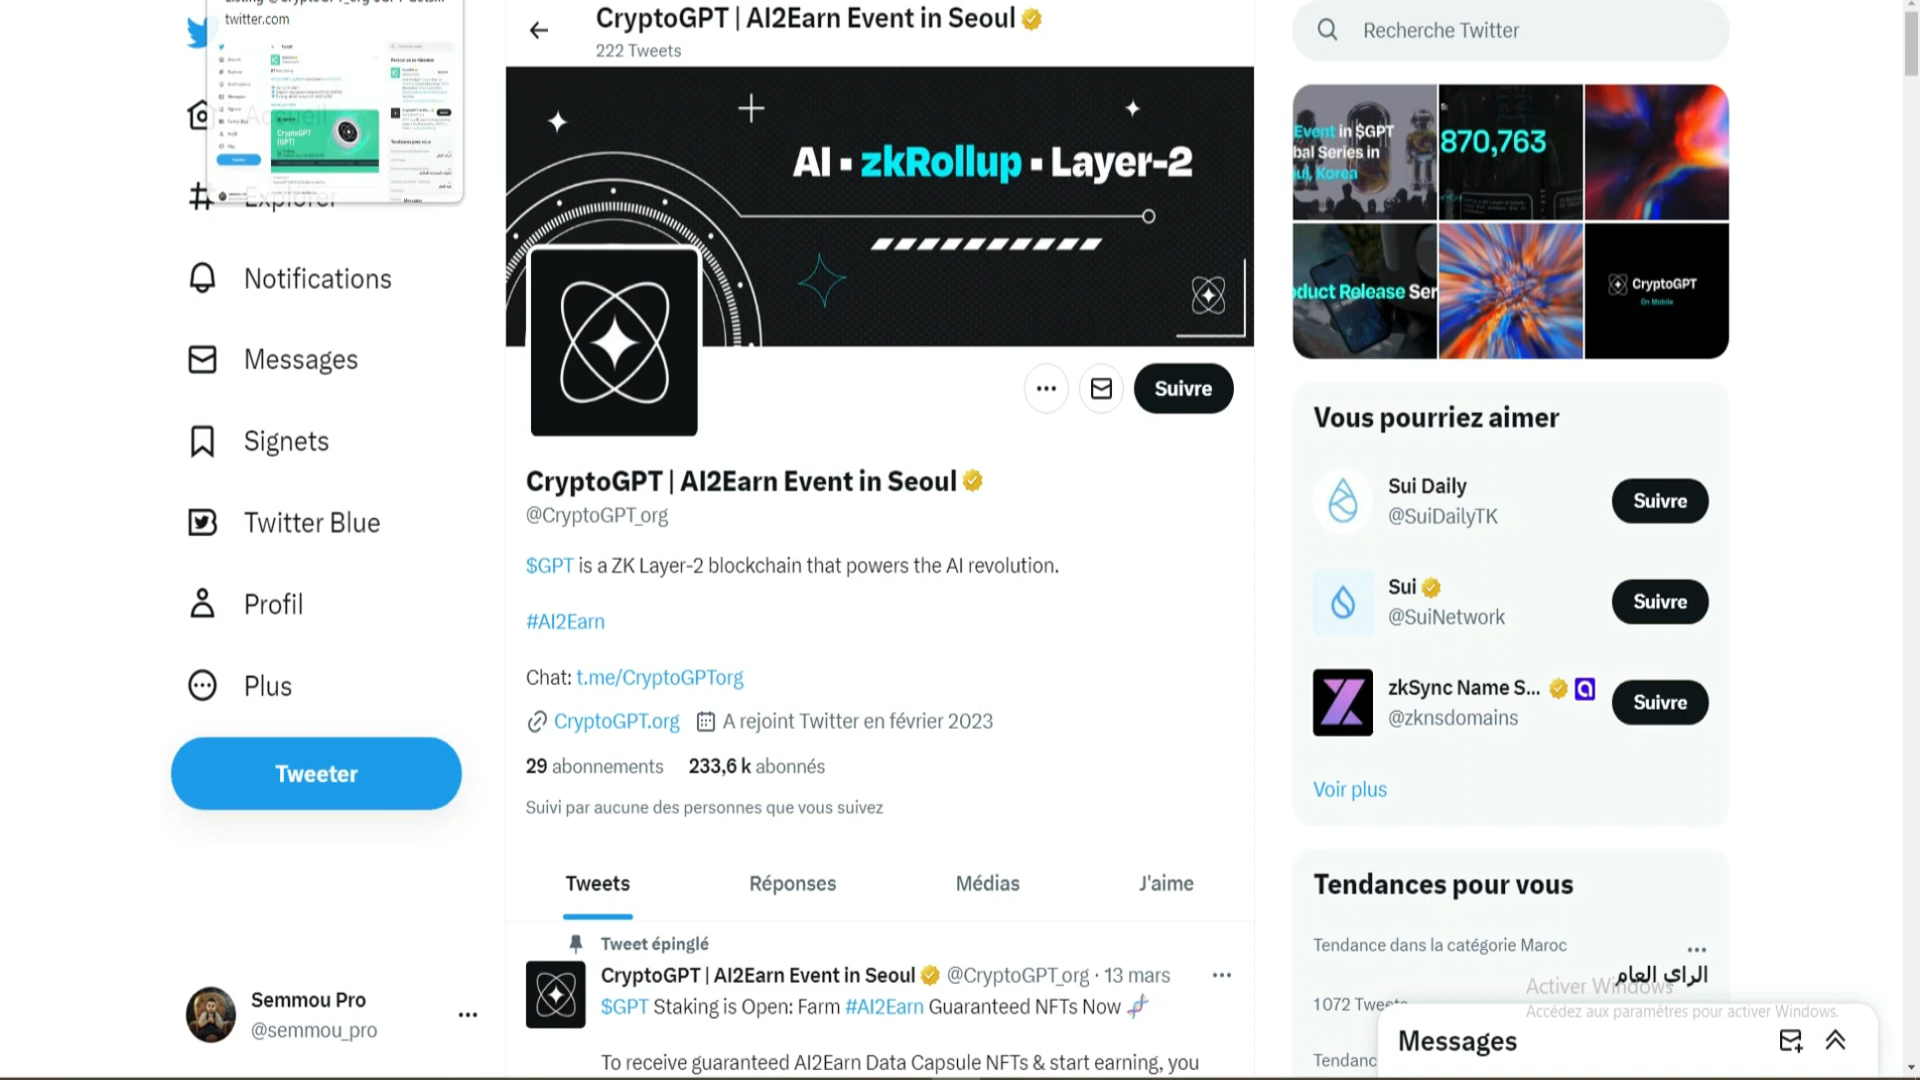 twitter.com
Accueil
Explorer
Notifications
Messages
Signets
Twitter Blue
Profil
Plus
Tweeter
Semmou Pro
@semmou_pro
CryptoGPT | AI2Earn Event in Seoul
222 Tweets
AI ▪ zkRollup ▪ Layer-2
Suivre
CryptoGPT | AI2Earn Event in Seoul
@CryptoGPT_org
$GPT is a ZK Layer-2 blockchain that powers the AI revolution.
#AI2Earn
Chat: t.me/CryptoGPTorg
CryptoGPT.org A rejoint Twitter en février 2023
29 abonnements 233,6 k abonnés
Suivi par aucune des personnes que vous suivez
Tweets Réponses Médias J'aime
Tweet épinglé
CryptoGPT | AI2Earn Event in Seoul @CryptoGPT_org · 13 mars
$GPT Staking is Open: Farm #AI2Earn Guaranteed NFTs Now
To receive guaranteed AI2Earn Data Capsule NFTs & start earning, you
Recherche Twitter
Event in $GPT
bal Series in
ul, Korea
870,763
duct Release Ser
CryptoGPT
On Mobile
Vous pourriez aimer
Sui Daily
@SuiDailyTK
Suivre
Sui
@SuiNetwork
Suivre
zkSync Name S...
@zknsdomains
Suivre
Voir plus
Tendances pour vous
Tendance dans la catégorie Maroc
الراي العام
1072 Tweets
Tendanc
Activer Windows
Accédez aux paramètres pour activer Windows.
Messages